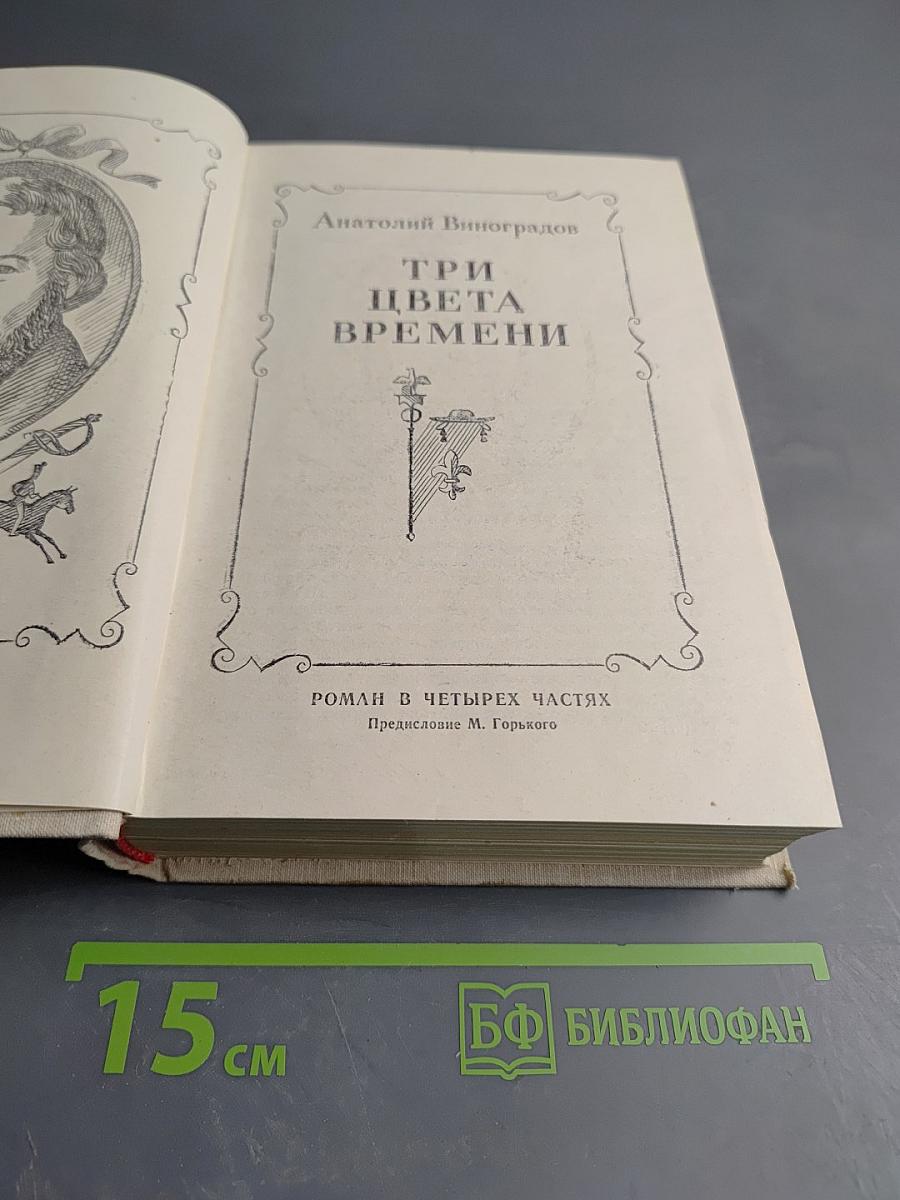 Анатолий Виноградов
ТРИ
ЦВЕТА
ВРЕМЕНИ
РОМАН В ЧЕТЫРЕХ ЧАСТЯХ
Предисловие М. Горького
15 см
БФ БИБЛИОФАН